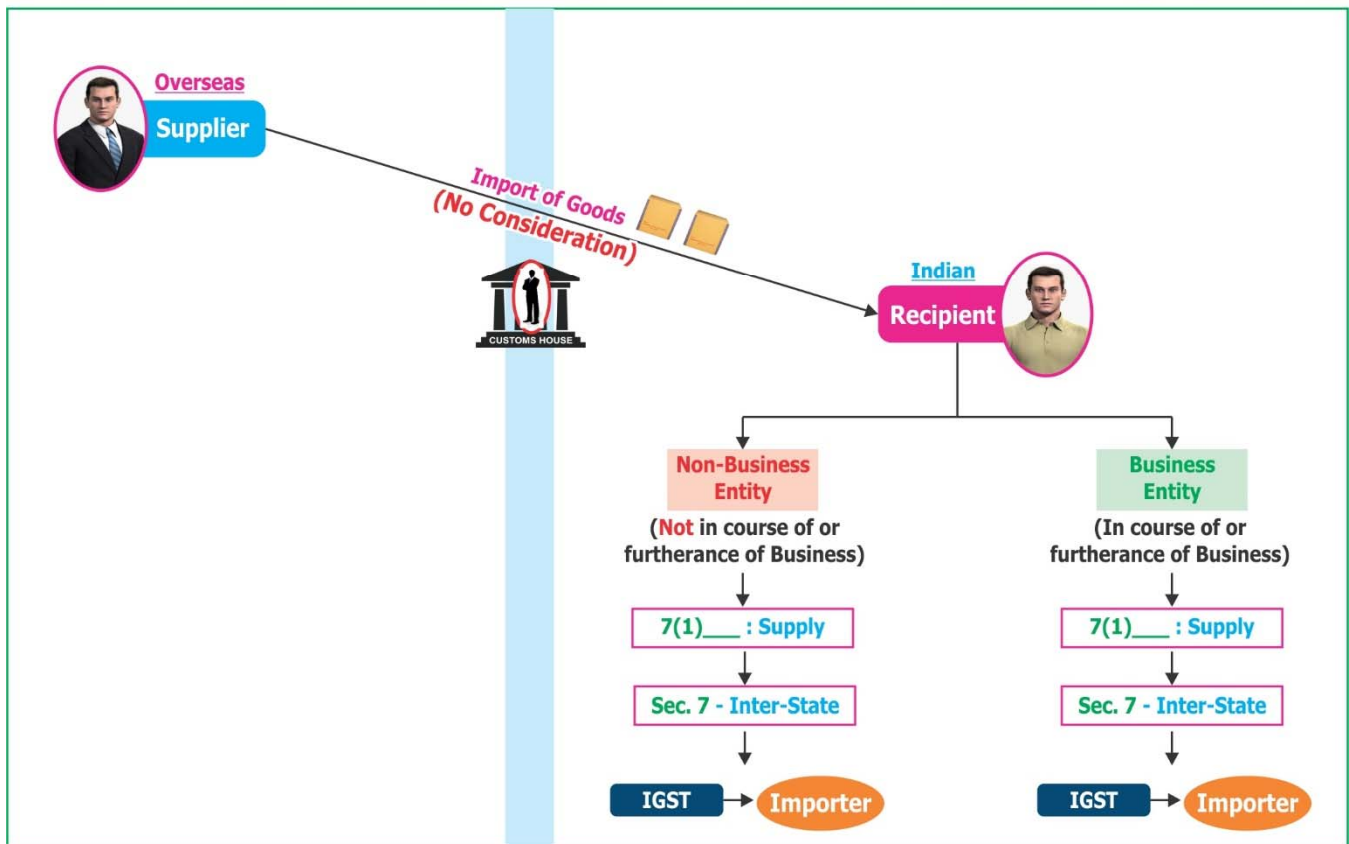 Overseas
Supplier
Import of Goods
(No Consideration)
CUSTOMS HOUSE
Indian
Recipient
Non-Business
Entity
(Not in course of or
furtherance of Business)
7(1)___ : Supply
Sec. 7 - Inter-State
IGST
Importer
Business
Entity
(In course of or
furtherance of Business)
7(1)___ : Supply
Sec. 7 - Inter-State
IGST
Importer